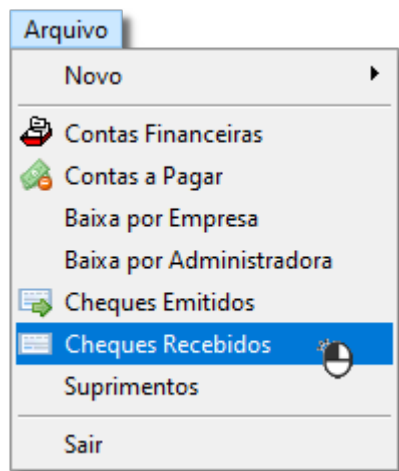 Arquivo
Novo
Contas Financeiras
Contas a Pagar
Baixa por Empresa
Baixa por Administradora
Cheques Emitidos
Cheques Recebidos
Suprimentos
Sair